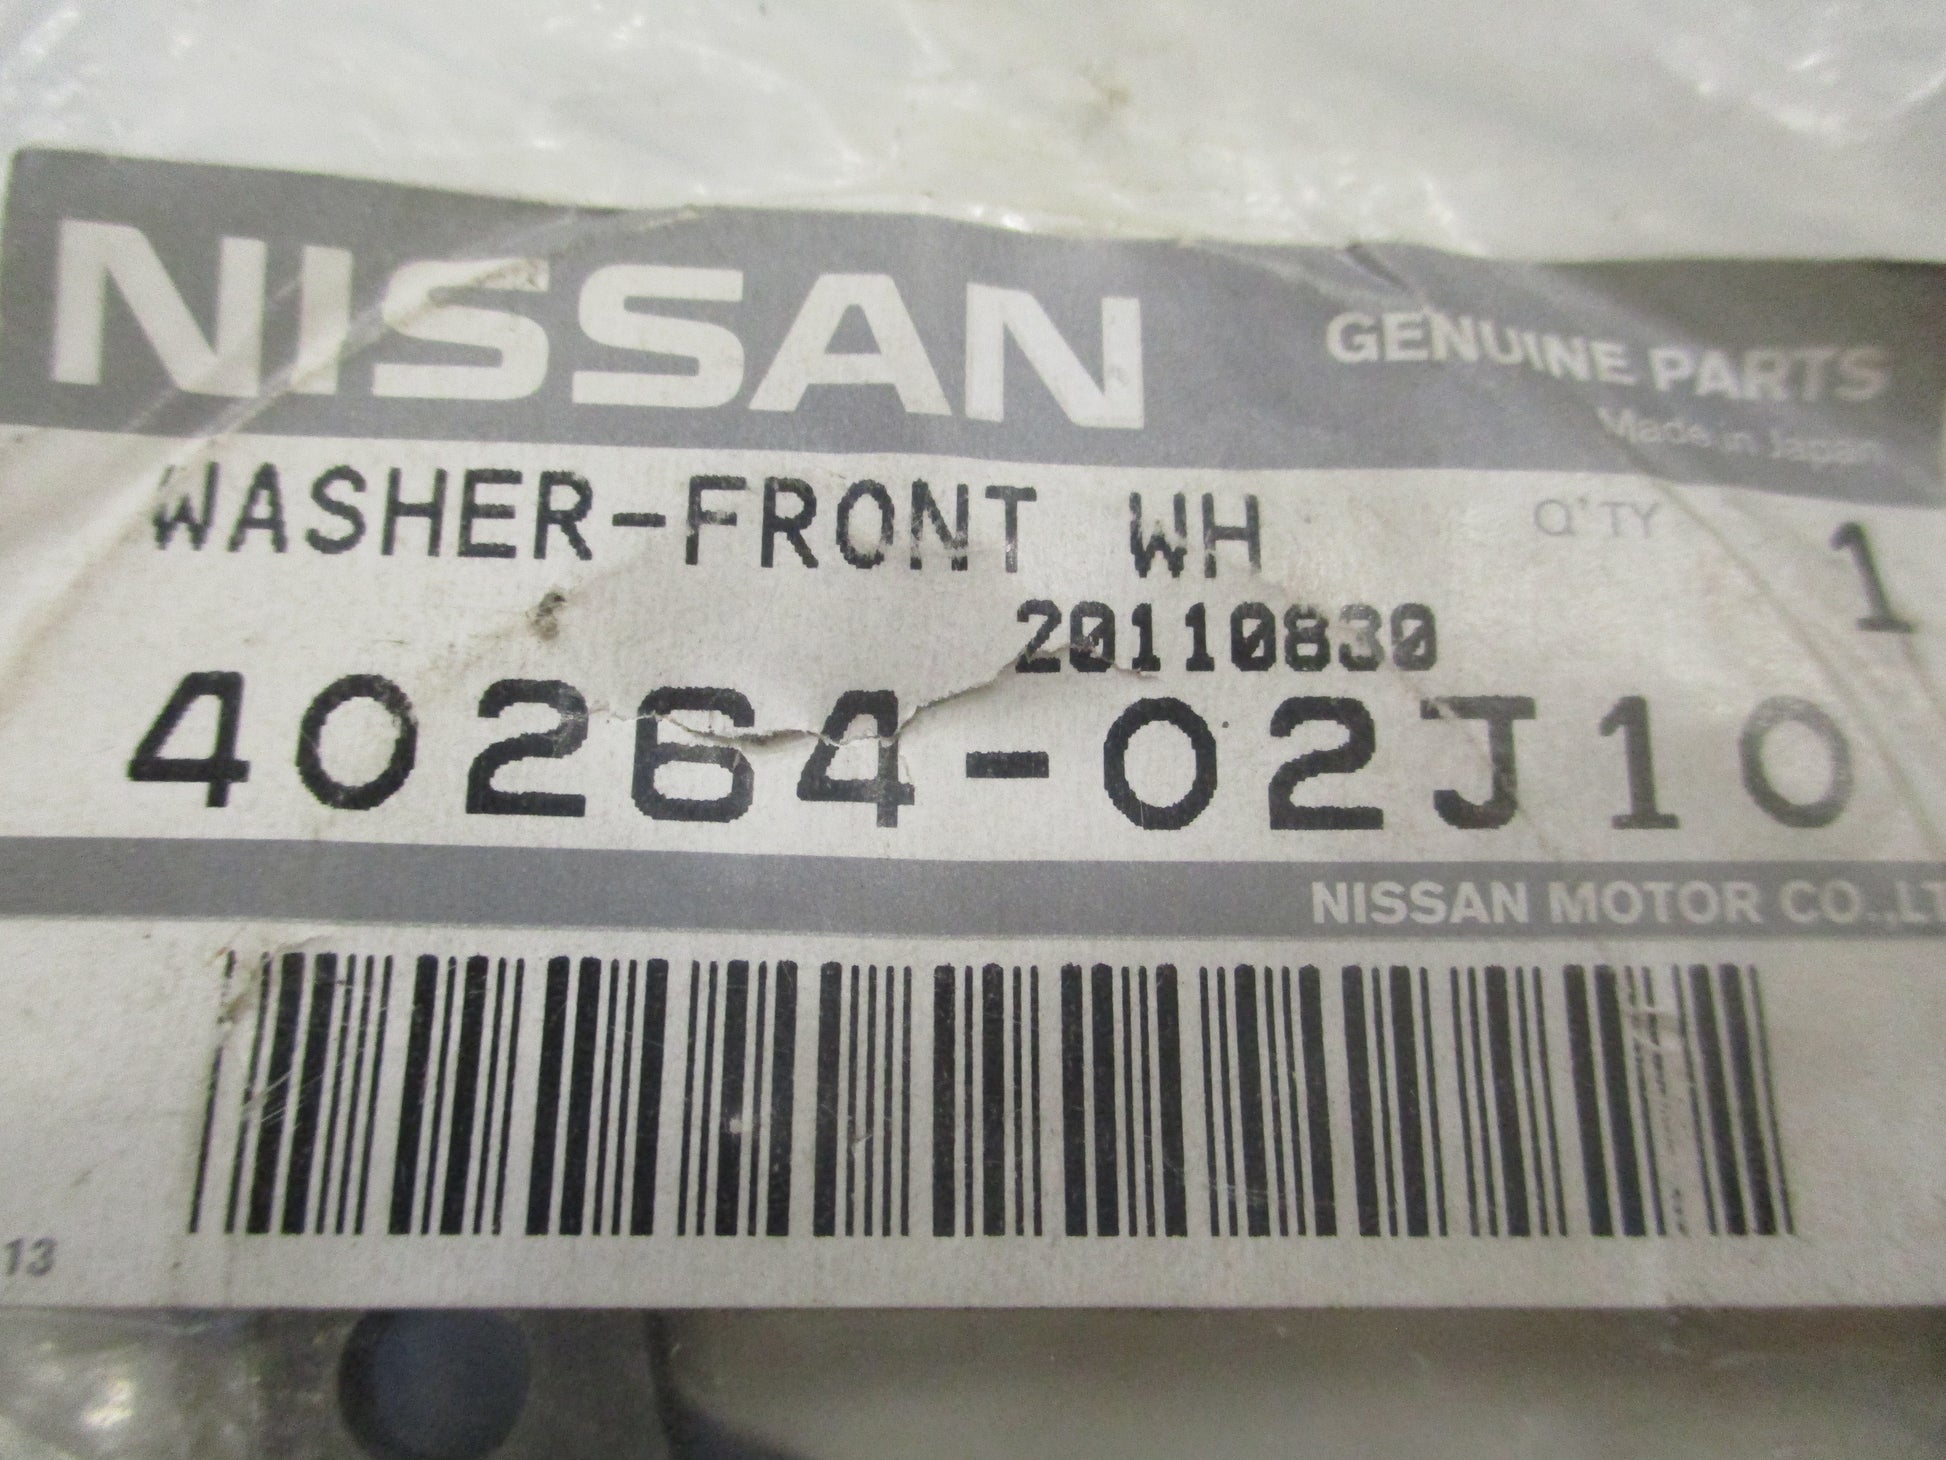 NISSAN
GENUINE PARTS
Made in Japan
WASHER-FRONT WH
Q'TY 1
20110830
40264-02J10
NISSAN MOTOR CO.,LT
13